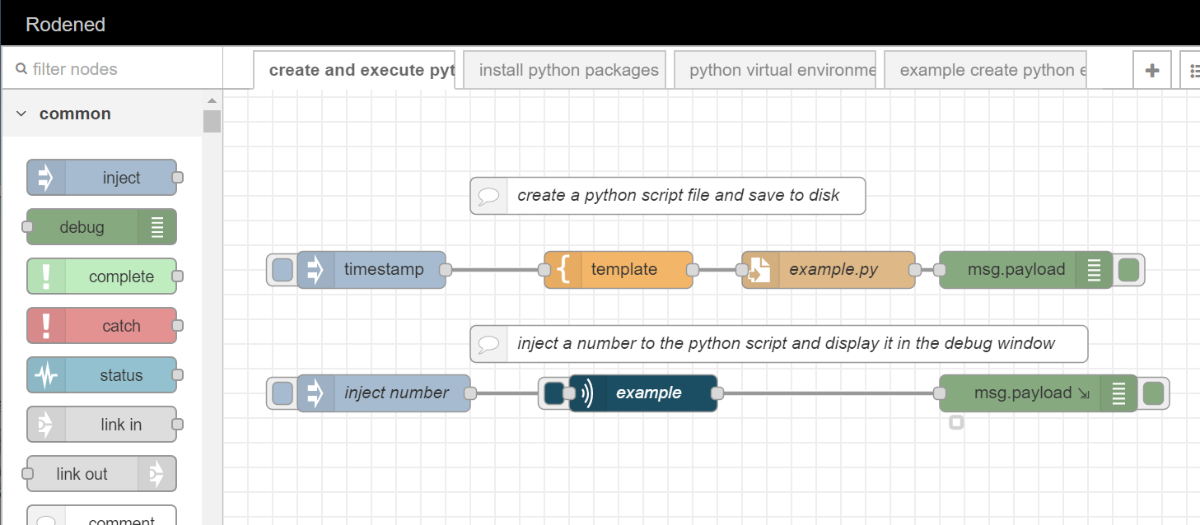 Rodened
filter nodes
create and execute pyt
install python packages
python virtual environme
example create python e
common
inject
debug
complete
catch
status
link in
link out
comment
create a python script file and save to disk
timestamp
template
example.py
msg.payload
inject a number to the python script and display it in the debug window
inject number
example
msg.payload